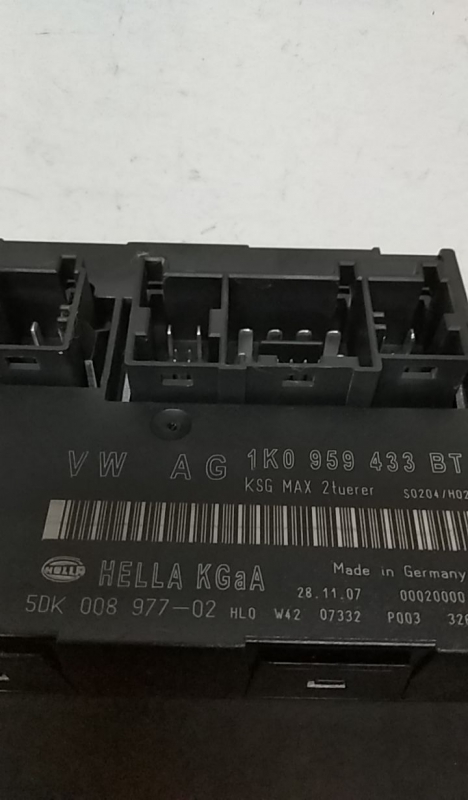 VW AG 1K0 959 433 BT
KSG MAX 2tuerer S0204/H02
HELLA HELLA KGaA Made in Germany
28.11.07 00020000
5DK 008 977-02 HL0 W42 07332 P003